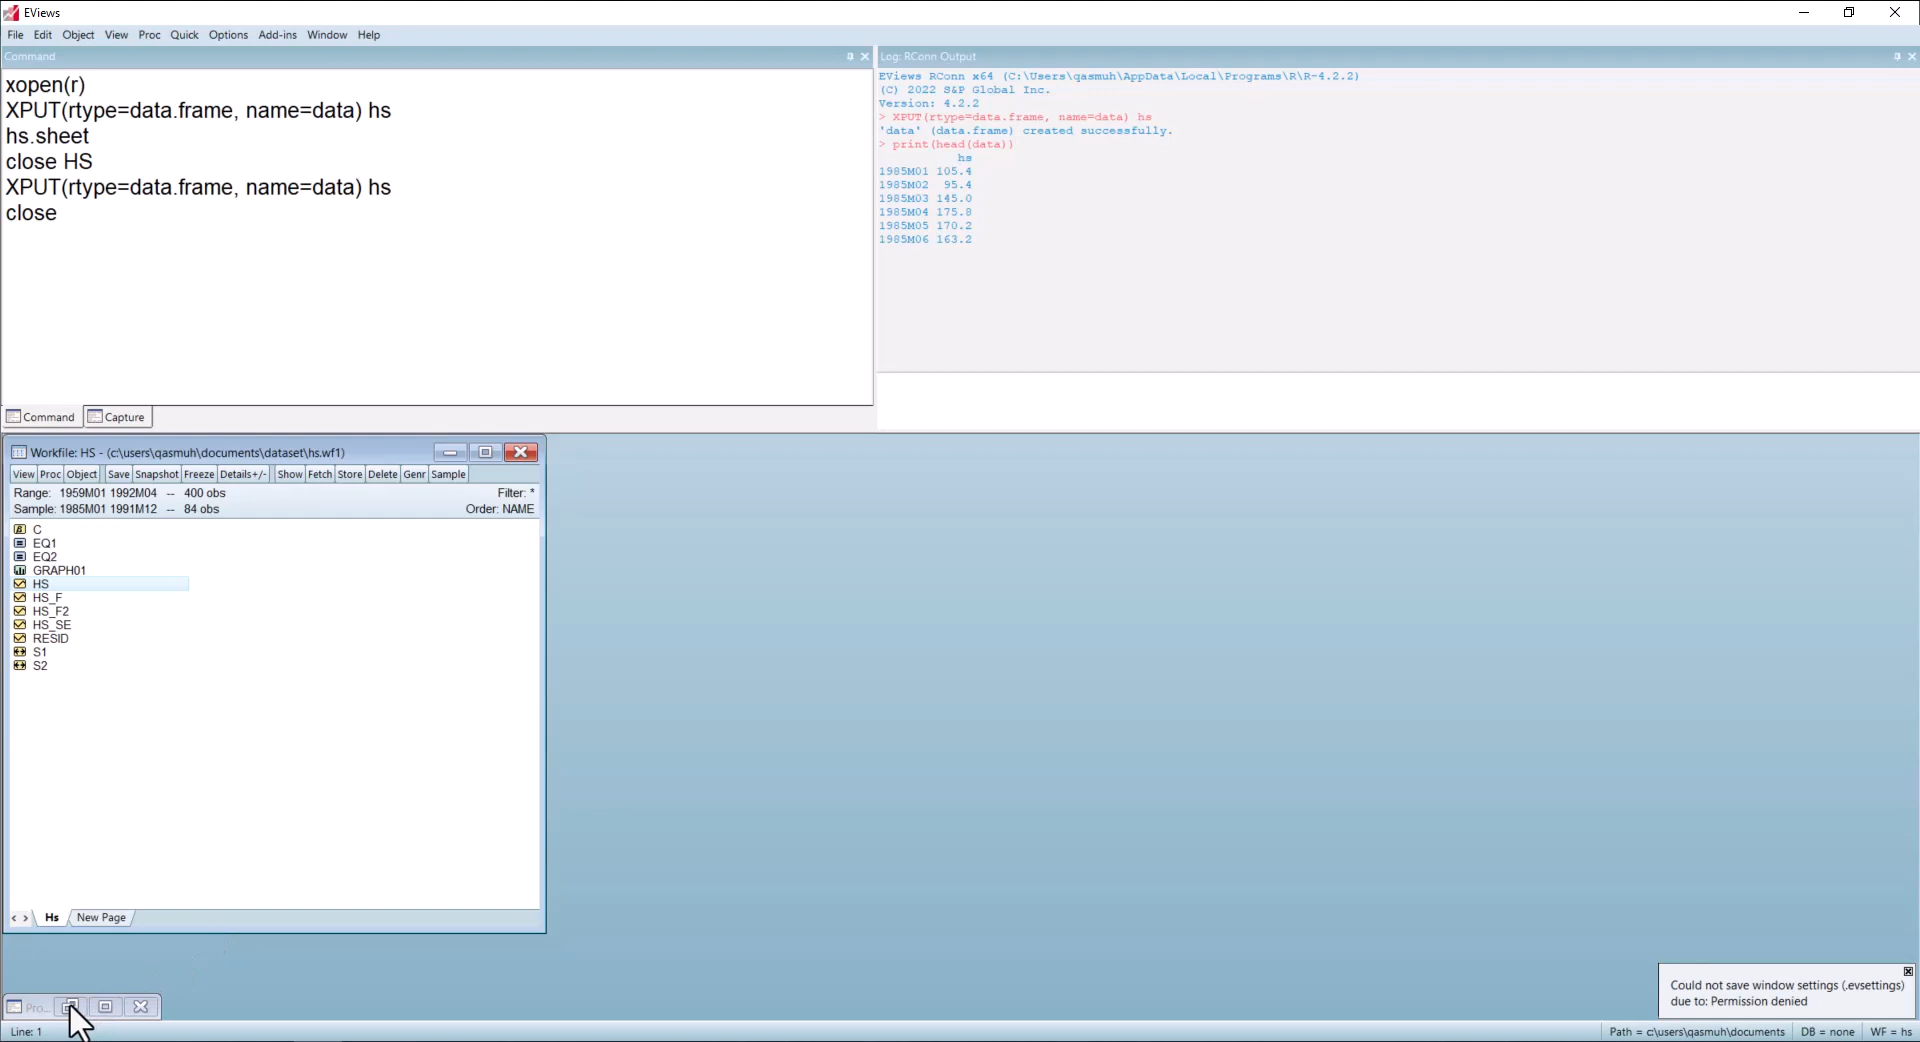 EViews
File Edit Object View Proc Quick Options Add-ins Window Help
Command
xopen(r)
XPUT(rtype=data.frame, name=data) hs
hs.sheet
close HS
XPUT(rtype=data.frame, name=data) hs
close
Command Capture
Log: RConn Output
EViews RConn x64 (C:\Users\qasmuh\AppData\Local\Programs\R\R-4.2.2)
(C) 2022 S&P Global Inc.
Version: 4.2.2
> XPUT(rtype=data.frame, name=data) hs
'data' (data.frame) created successfully.
> print(head(data))
hs
1985M01 105.4
1985M02 95.4
1985M03 145.0
1985M04 175.8
1985M05 170.2
1985M06 163.2
Workfile: HS - (c:\users\qasmuh\documents\dataset\hs.wf1)
View Proc Object Save Snapshot Freeze Details+/- Show Fetch Store Delete Genr Sample
Range: 1959M01 1992M04 -- 400 obs Filter: *
Sample: 1985M01 1991M12 -- 84 obs Order: NAME
C
EQ1
EQ2
GRAPH01
HS
HS_F
HS_F2
HS_SE
RESID
S1
S2
Hs New Page
Pro...
Could not save window settings (.evsettings)
due to: Permission denied
Line: 1 Path = c:\users\qasmuh\documents DB = none WF = hs